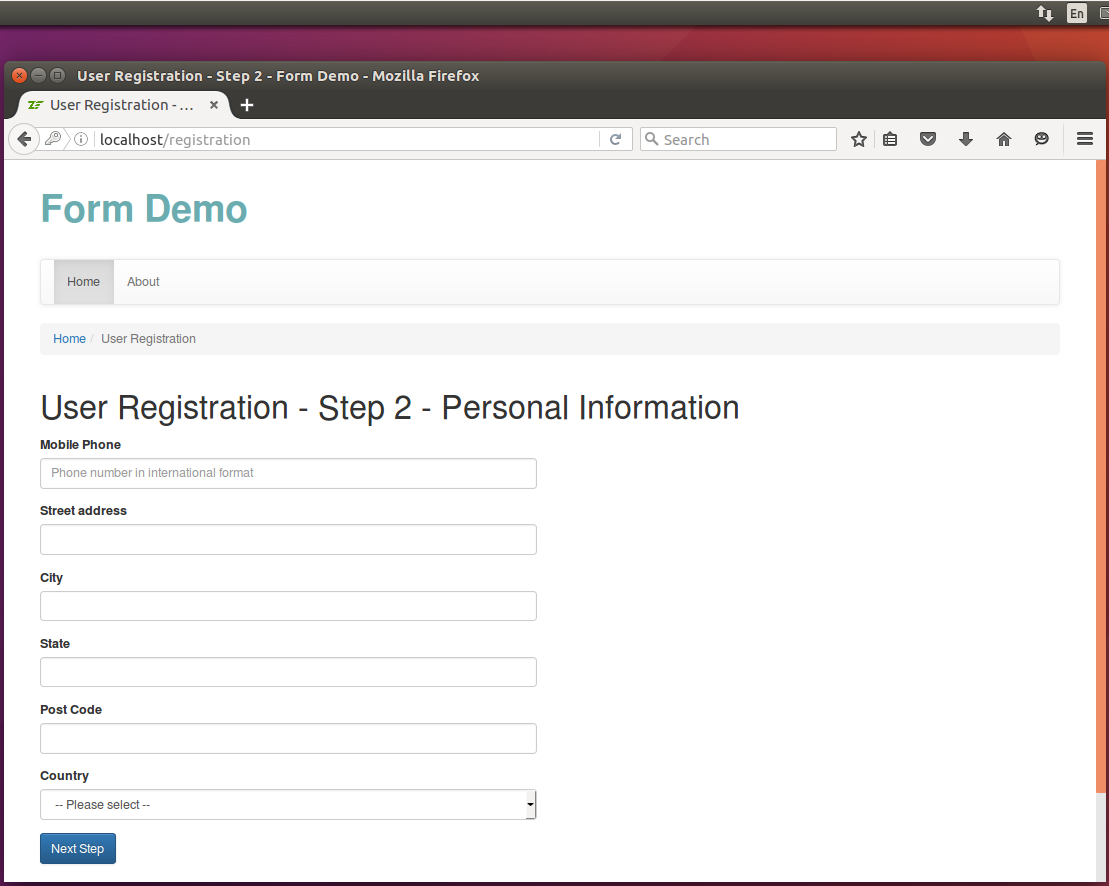 En
User Registration - Step 2 - Form Demo - Mozilla Firefox
User Registration - ...
localhost/registration
Search
Form Demo
Home About
Home / User Registration
User Registration - Step 2 - Personal Information
Mobile Phone
Phone number in international format
Street address
City
State
Post Code
Country
-- Please select --
Next Step